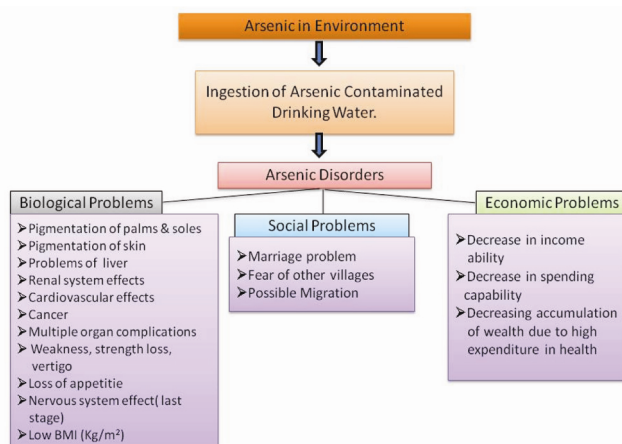 Arsenic in Environment
Ingestion of Arsenic Contaminated
Drinking Water.
Arsenic Disorders
Biological Problems
➤Pigmentation of palms & soles
➤Pigmentation of skin
➤Problems of liver
➤Renal system effects
➤Cardiovascular effects
➤Cancer
➤Multiple organ complications
➤ Weakness, strength loss,
vertigo
➤Loss of appetitie
➤Nervous system effect( last
stage)
➤Low BMI (Kg/m²)
Social Problems
➤Marriage problem
➤Fear of other villages
➤Possible Migration
Economic Problems
➤Decrease in income
ability
➤Decrease in spending
capability
➤Decreasing accumulation
of wealth due to high
expenditure in health